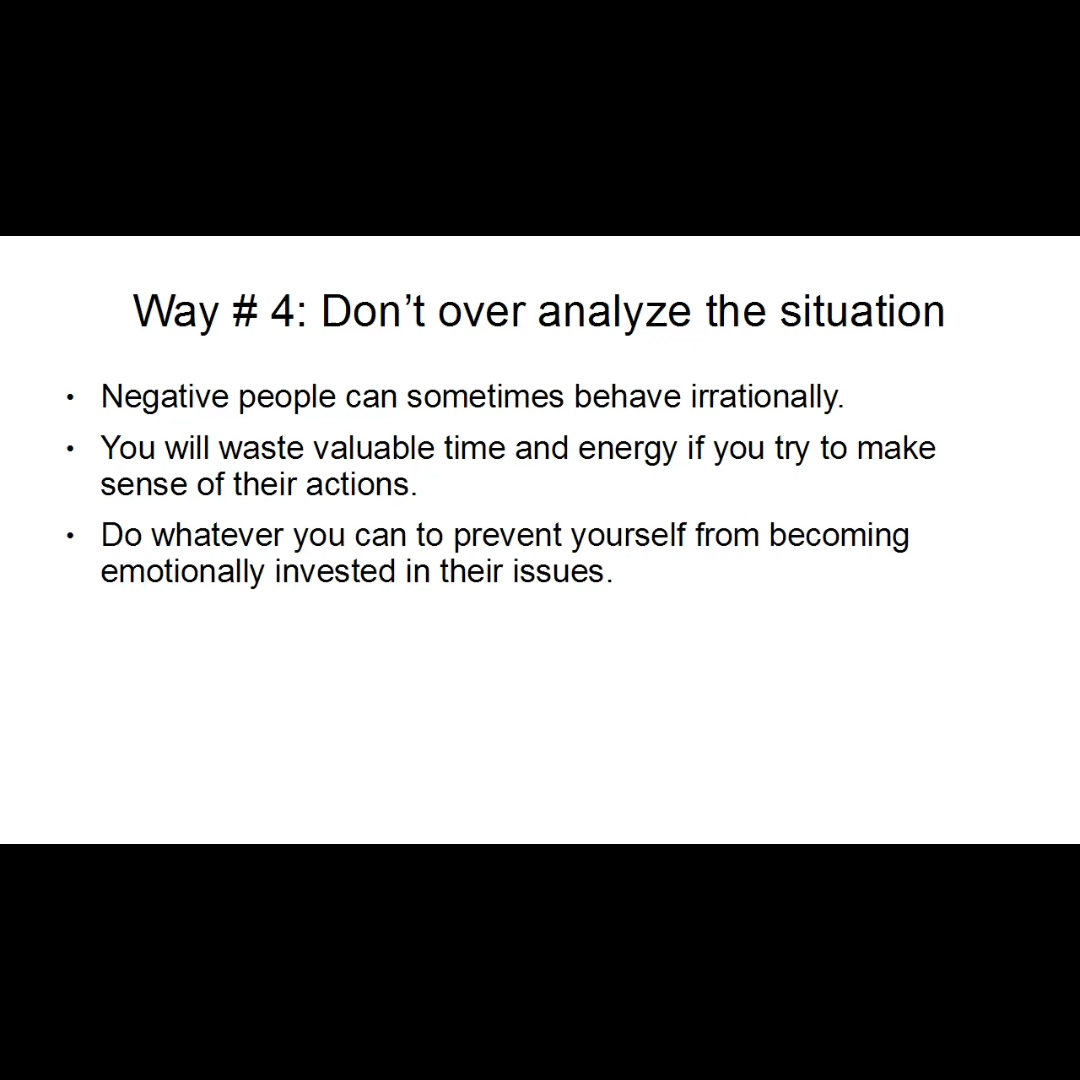 Way # 4: Don’t over analyze the situation
• Negative people can sometimes behave irrationally.
• You will waste valuable time and energy if you try to make
sense of their actions.
• Do whatever you can to prevent yourself from becoming
emotionally invested in their issues.